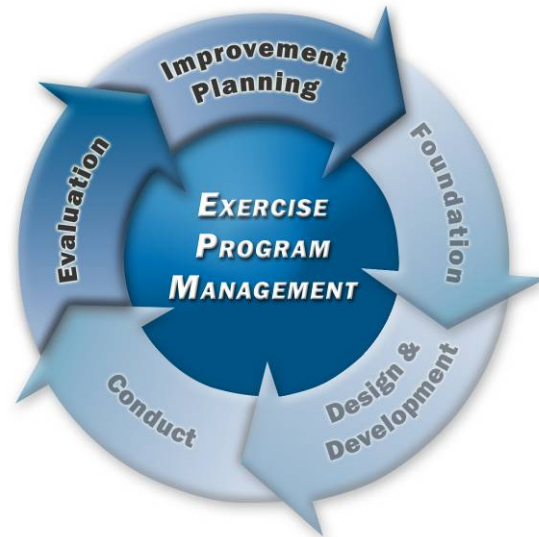 Improvement
Planning
Foundation
Design &
Development
Conduct
Evaluation
EXERCISE
PROGRAM
MANAGEMENT